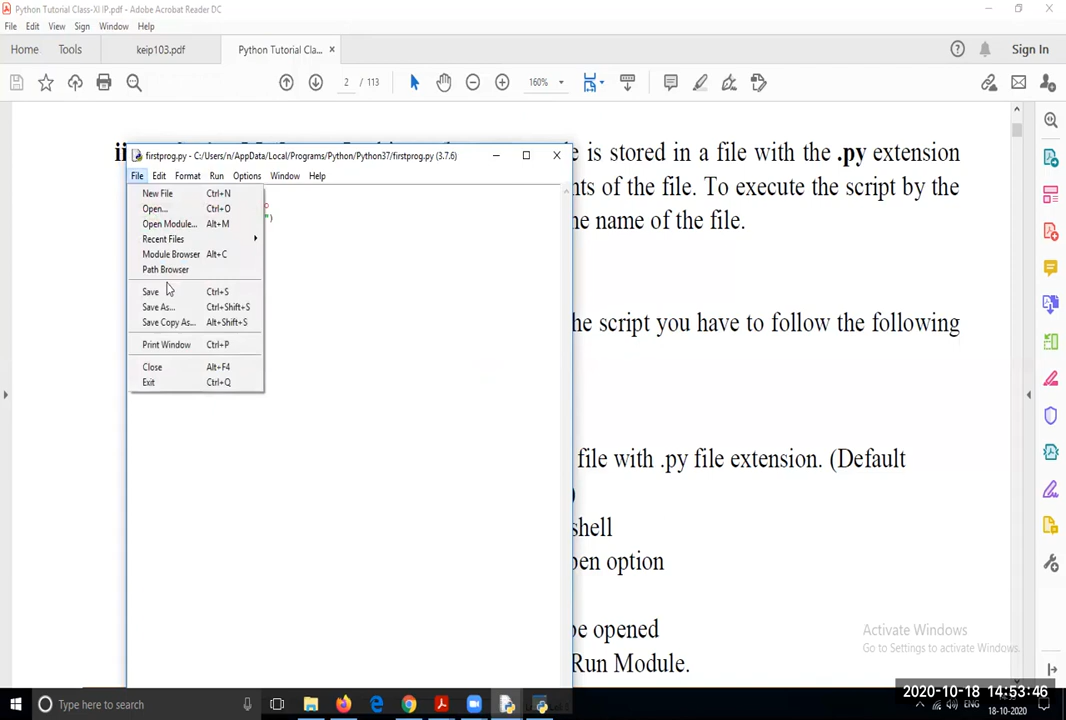 Python Tutorial Class-XI IP.pdf - Adobe Acrobat Reader DC
File Edit View Sign Window Help
Home Tools keip103.pdf Python Tutorial Cla... × Sign In
2 / 113 160%
is stored in a file with the .py extension
nts of the file. To execute the script by the
he name of the file.
he script you have to follow the following
file with .py file extension. (Default
)
shell
pen option
be opened
Run Module.
firstprog.py - C:/Users/n/AppData/Local/Programs/Python/Python37/firstprog.py (3.7.6)
File Edit Format Run Options Window Help
")
New File Ctrl+N
Open... Ctrl+O
Open Module... Alt+M
Recent Files
Module Browser Alt+C
Path Browser
Save Ctrl+S
Save As... Ctrl+Shift+S
Save Copy As... Alt+Shift+S
Print Window Ctrl+P
Close Alt+F4
Exit Ctrl+Q
Activate Windows
Go to Settings to activate Windows.
Type here to search
2020-10-18 14:53:46
ENG
18-10-2020